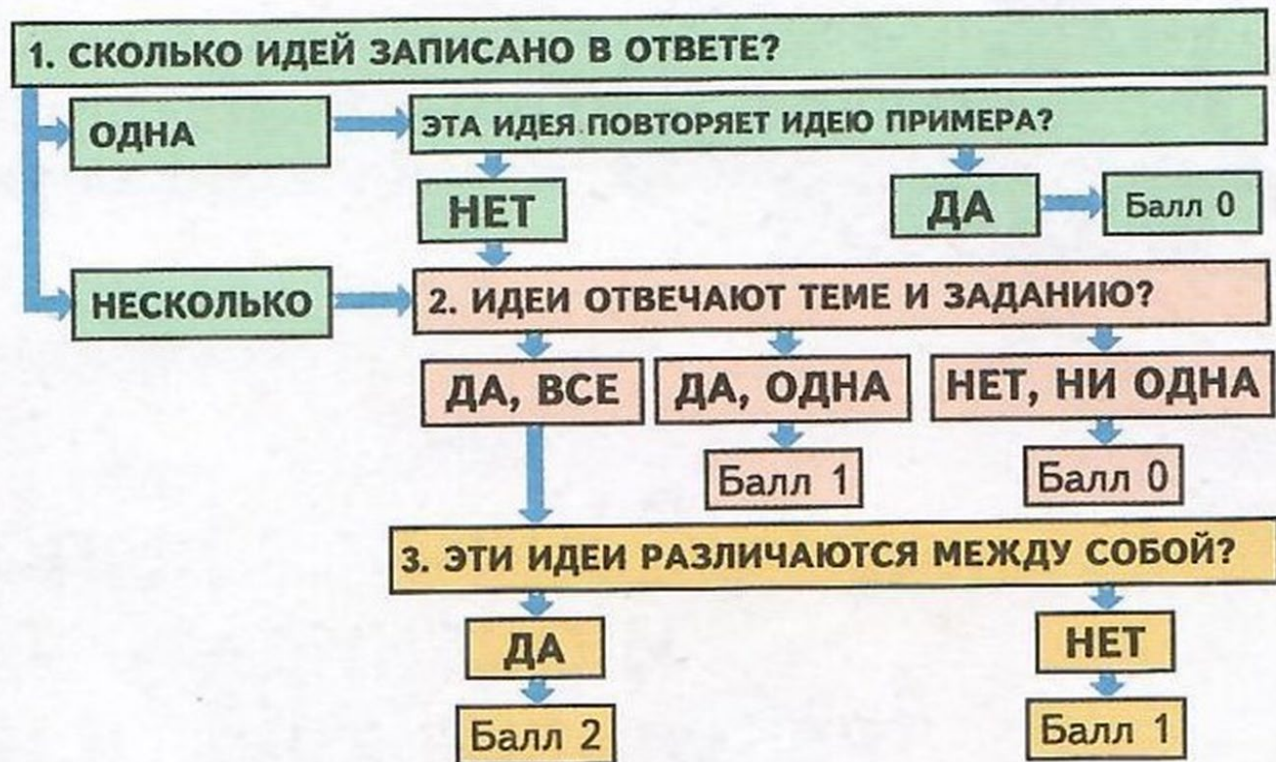 1. СКОЛЬКО ИДЕЙ ЗАПИСАНО В ОТВЕТЕ?
ОДНА
ЭТА ИДЕЯ ПОВТОРЯЕТ ИДЕЮ ПРИМЕРА?
НЕТ
ДА
Балл 0
НЕСКОЛЬКО
2. ИДЕИ ОТВЕЧАЮТ ТЕМЕ И ЗАДАНИЮ?
ДА, ВСЕ
ДА, ОДНА
НЕТ, НИ ОДНА
Балл 1
Балл 0
3. ЭТИ ИДЕИ РАЗЛИЧАЮТСЯ МЕЖДУ СОБОЙ?
ДА
НЕТ
Балл 2
Балл 1